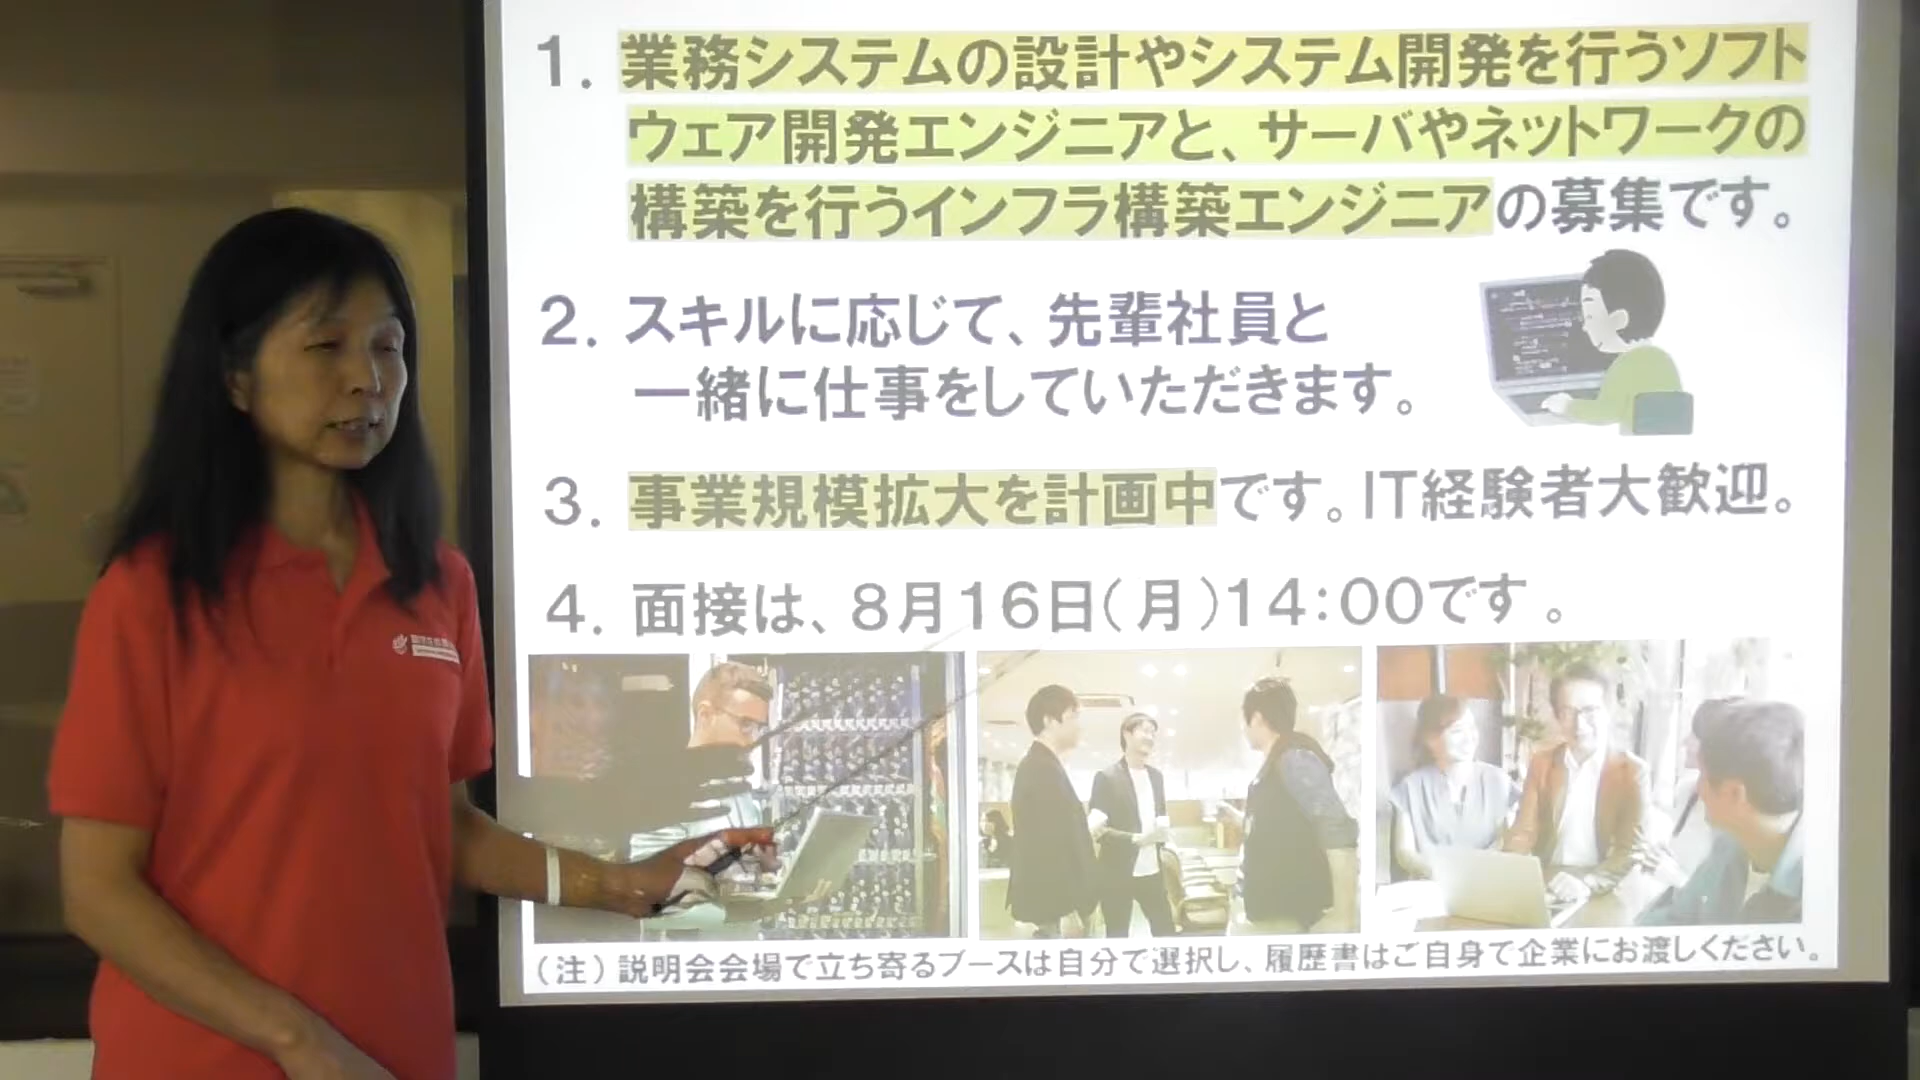 1. 業務システムの設計やシステム開発を行うソフト
ウェア開発エンジニアと、サーバやネットワークの
構築を行うインフラ構築エンジニアの募集です。
2. スキルに応じて、先輩社員と
一緒に仕事をしていただきます。
3. 事業規模拡大を計画中です。IT経験者大歓迎。
4. 面接は、8月16日(月)14:00です。
(注)説明会会場で立ち寄るブースは自分で選択し、履歴書はご自身で企業にお渡しください。